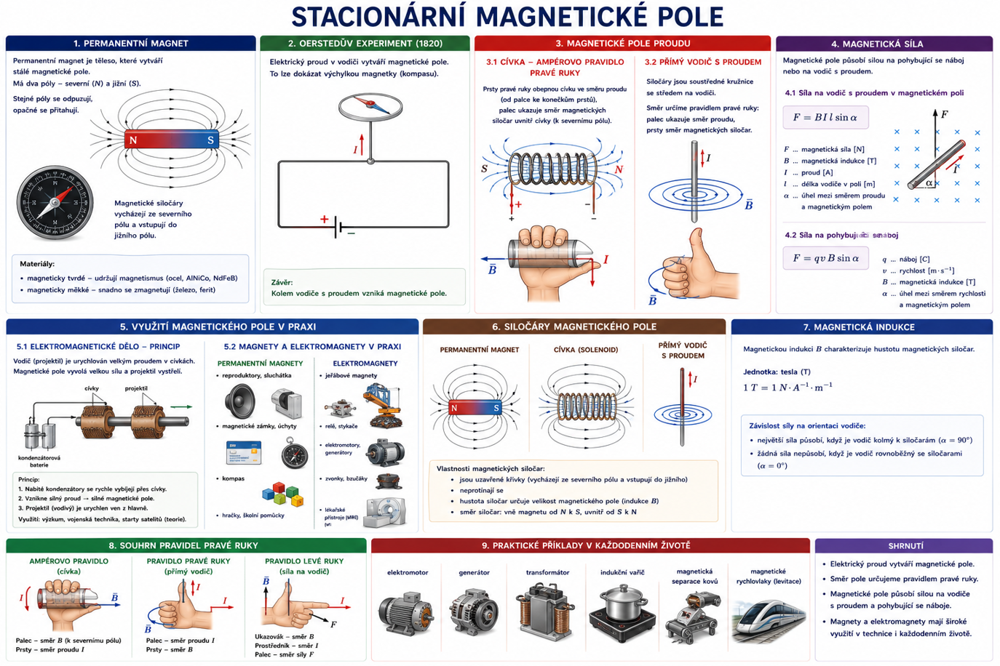 STACIONÁRNÍ MAGNETICKÉ POLE
1. PERMANENTNÍ MAGNET
Permanentní magnet je těleso, které vytváří
stálé magnetické pole.
Má dva póly – severní (N) a jižní (S).
Stejné póly se odpuzují,
opačné se přitahují.
N
S
Magnetické siločáry
vycházejí ze severního
pólu a vstupují do
jižního pólu.
Materiály:
• magneticky tvrdé – udržují magnetismus (ocel, AlNiCo, NdFeB)
• magneticky měkké – snadno se zmagnetují (železo, ferit)
2. OERSTEDŮV EXPERIMENT (1820)
Elektrický proud v vodiči vytváří magnetické pole.
To lze dokázat výchylkou magnetky (kompasu).
I
+
–
Závěr:
Kolem vodiče s proudem vzniká magnetické pole.
3. MAGNETICKÉ POLE PROUDU
3.1 CÍVKA – AMPÉROVO PRAVIDLO
PRAVÉ RUKY
Prsty pravé ruky obepnou cívku ve směru proudu
(od palce ke konečkům prstů),
palec ukazuje směr magnetických
siločar uvnitř cívky (k severnímu pólu).
S
N
+
–
+
–
B⃗
I
3.2 PŘÍMÝ VODIČ S PROUDEM
Siločáry jsou soustředné kružnice
se středem na vodiči.
Směr určíme pravidlem pravé ruky:
palec ukazuje směr proudu,
prsty směr magnetických siločar.
I
B⃗
B⃗
4. MAGNETICKÁ SÍLA
Magnetické pole působí silou na pohybující se náboj
nebo na vodič s proudem.
4.1 Síla na vodič s proudem v magnetickém poli
F = BI l sin α
F ... magnetická síla [N]
B ... magnetická indukce [T]
I ... proud [A]
l ... délka vodiče v poli [m]
α ... úhel mezi směrem proudu
a magnetickým polem
F
I
α
4.2 Síla na
F = qv B sin α
q ... náboj [C]
v ... rychlost [m·s⁻¹]
B ... magnetická indukce [T]
α ... úhel mezi směrem rychlosti
a magnetickým polem
5. VYUŽITÍ MAGNETICKÉHO POLE V PRAXI
5.1 ELEKTROMAGNETICKÉ DĚLO – PRINCIP
Vodič (projektil) je urychlován velkým proudem v cívkách.
Magnetické pole vyvolá velkou sílu a projektil vystřelí.
cívky
projektil
kondenzátorová
baterie
Princip:
1. Nabité kondenzátory se rychle vybíjejí přes cívky.
2. Vznikne silný proud → silné magnetické pole.
3. Projektil (vodivý) je urychlen ven z hlavně.
Využití: výzkum, vojenská technika, starty satelitů (teorie).
5.2 MAGNETY A ELEKTROMAGNETY V PRAXI
PERMANENTNÍ MAGNETY
• reproduktory, sluchátka
• magnetické zámky, úchyty
• kompas
• hračky, školní pomůcky
ELEKTROMAGNETY
• jeřábové magnety
• relé, stykače
• elektromotory,
generátory
• zvonky, bzučáky
• lékařské
přístroje (MRI)
6. SILOČÁRY MAGNETICKÉHO POLE
PERMANENTNÍ MAGNET
N
S
CÍVKA (SOLENOID)
PŘÍMÝ VODIČ
S PROUDEM
I
Vlastnosti magnetických siločar:
• jsou uzavřené křivky (vycházejí ze severního pólu a vstupují do jižního)
• neprotínají se
• hustota siločar určuje velikost magnetického pole (indukce B)
• směr siločar: vně magnetu od N k S, uvnitř od S k N
7. MAGNETICKÁ INDUKCE
Magnetickou indukci B charakterizuje hustotu magnetických siločar.
Jednotka: tesla (T)
1 T = 1 N·A⁻¹·m⁻¹
Závislost síly na orientaci vodiče:
• největší síla působí, když je vodič kolmý k siločarám (α = 90°)
• žádná síla nepůsobí, když je vodič rovnoběžný se siločarami
(α = 0°)
8. SOUHRN PRAVIDEL PRAVÉ RUKY
AMPÉROVO PRAVIDLO
(cívka)
I
B⃗
Palec – směr B (k severnímu pólu)
Prsty – směr proudu I
PRAVIDLO PRAVÉ RUKY
(přímý vodič)
I
I
B⃗
Palec – směr proudu I
Prsty – směr B
PRAVIDLO LEVÉ RUKY
(síla na vodič)
B⃗
I
F
Ukazovák – směr B
Prostředník – směr I
Palec – směr síly F
9. PRAKTICKÉ PŘÍKLADY V KAŽDODENNÍM ŽIVOTĚ
elektromotor
generátor
transformátor
indukční vařič
magnetická
separace kovů
magnetické
rychlovlaky (levitace)
SHRNUTÍ
• Elektrický proud vytváří magnetické pole.
• Směr pole určujeme pravidlem pravé ruky.
• Magnetické pole působí silou na vodiče
s proudem a pohybující se náboje.
• Magnety a elektromagnety mají široké
využití v technice i každodenním životě.